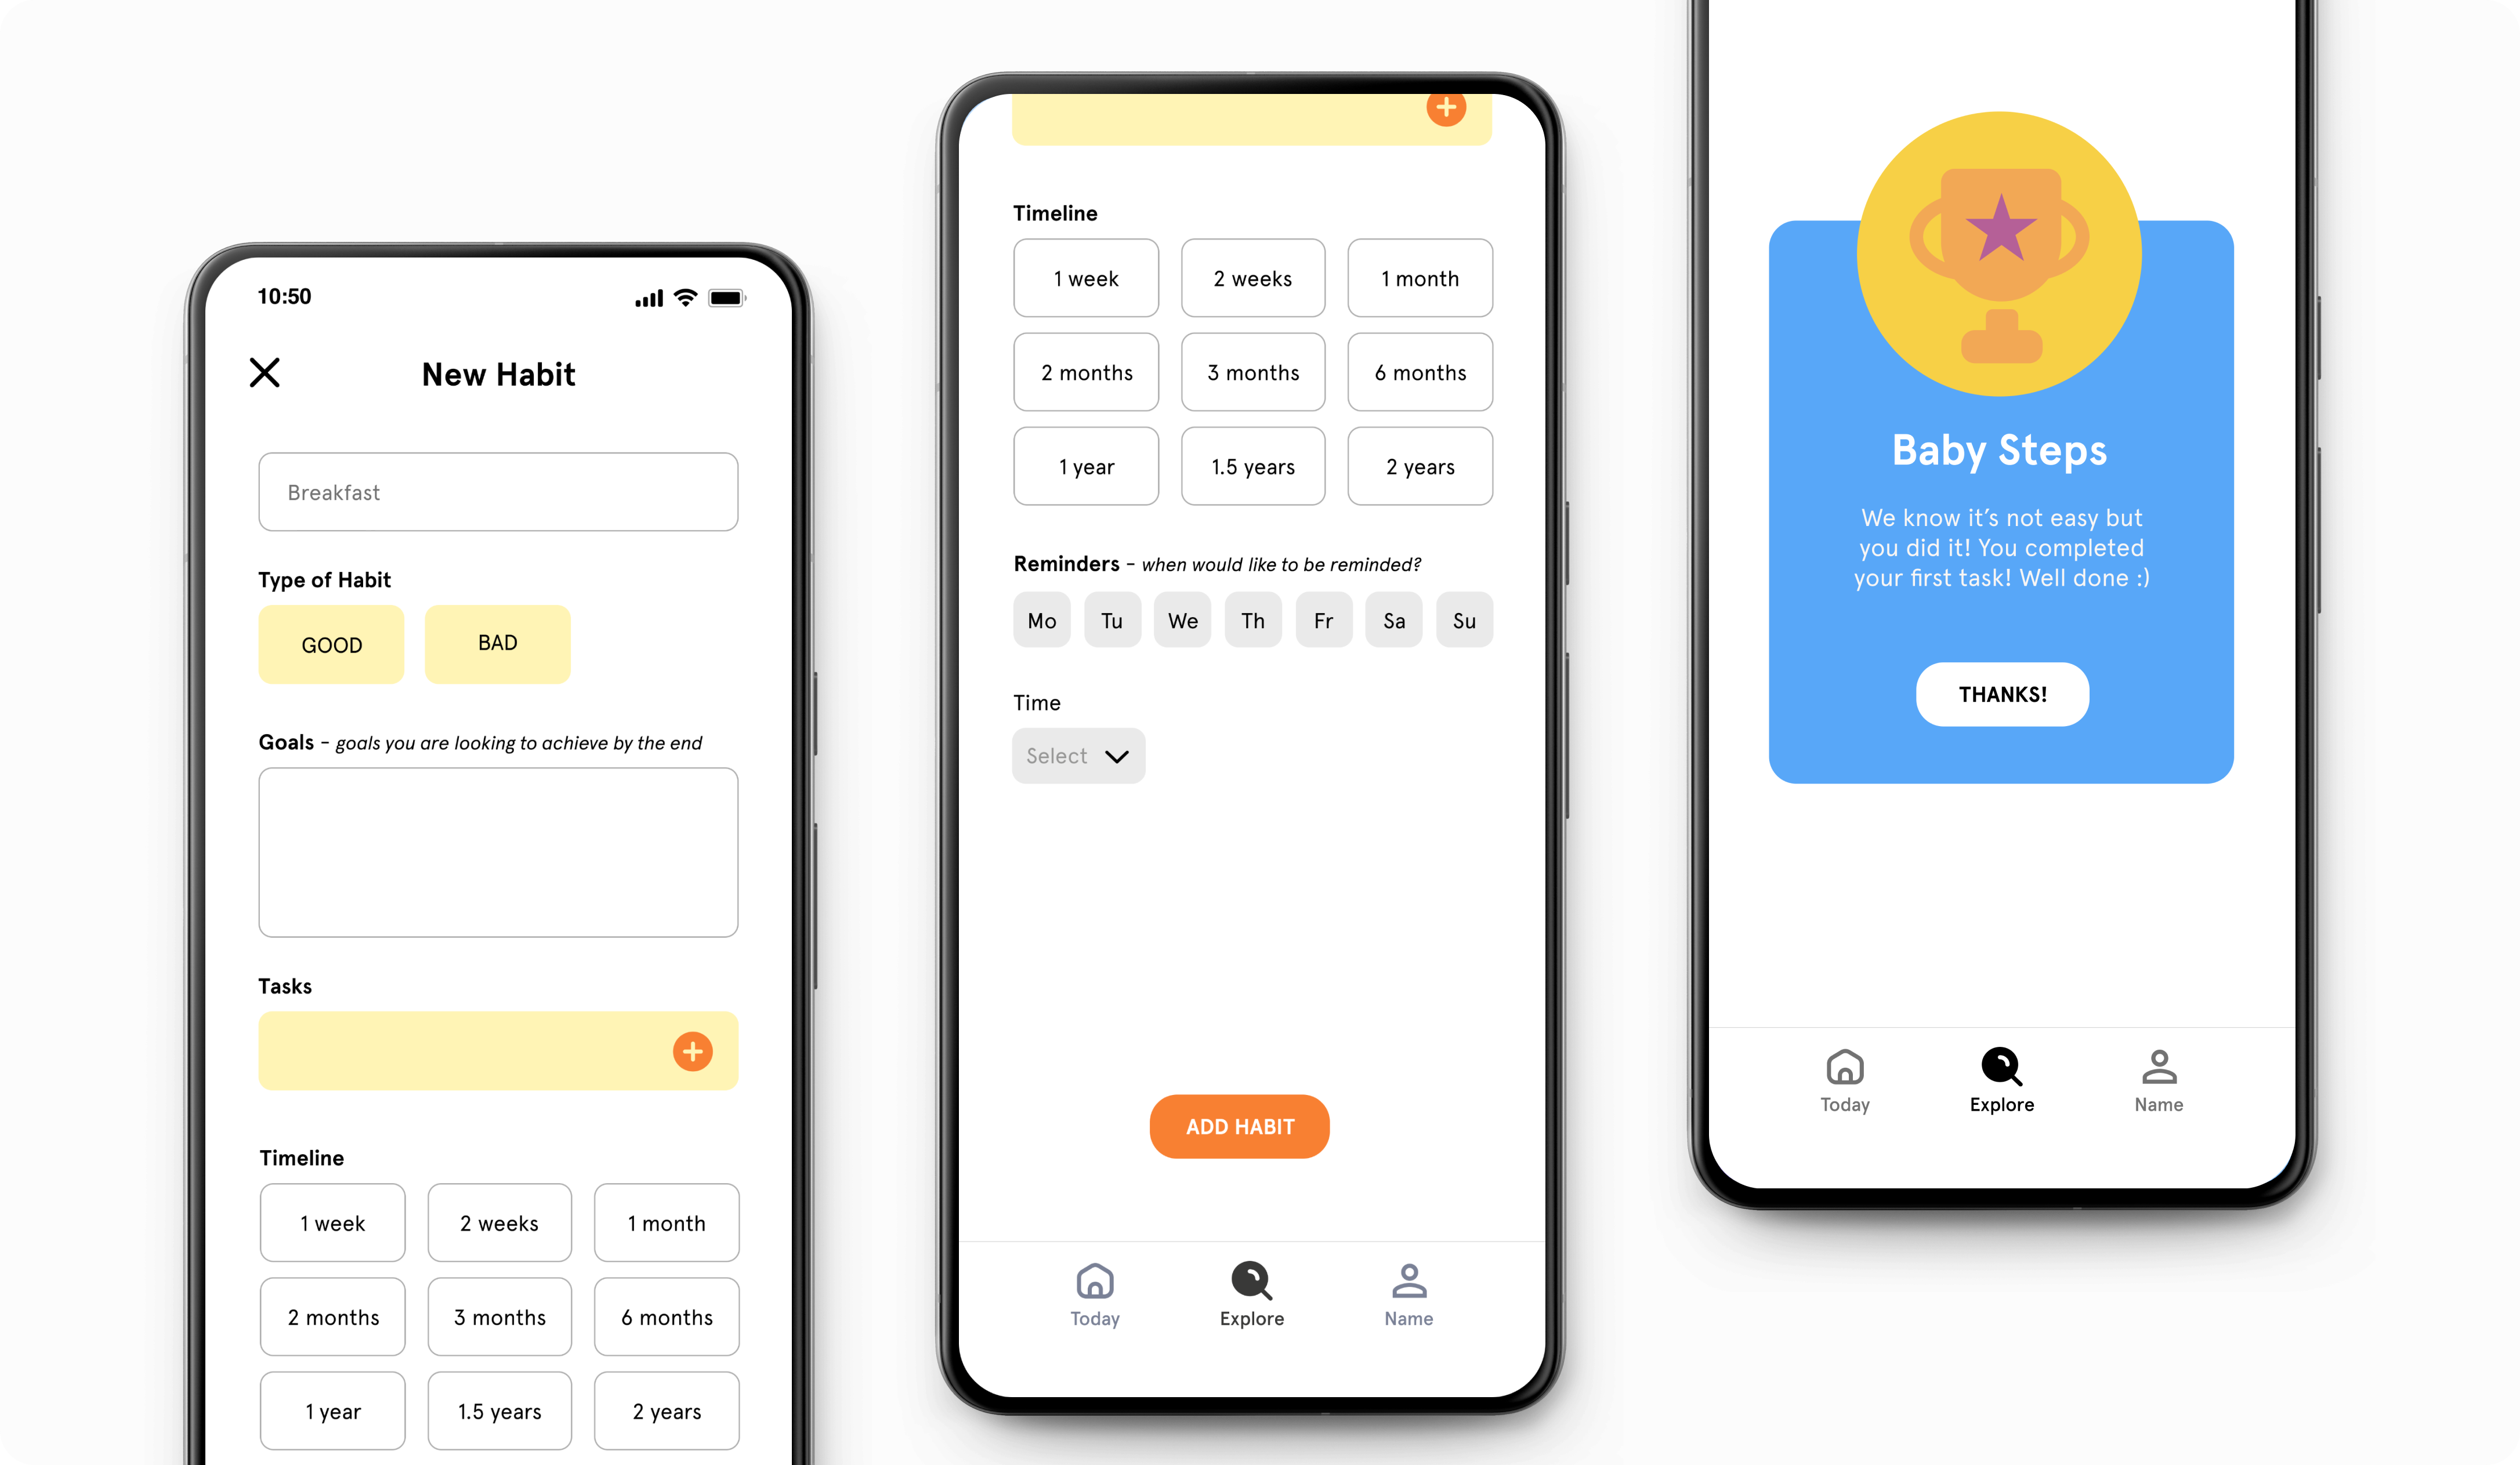 10:50
New Habit
Breakfast
Type of Habit
GOOD BAD
Goals - goals you are looking to achieve by the end
Tasks
Timeline
1 week 2 weeks 1 month
2 months 3 months 6 months
1 year 1.5 years 2 years
Timeline
1 week 2 weeks 1 month
2 months 3 months 6 months
1 year 1.5 years 2 years
Reminders - when would like to be reminded?
Mo Tu We Th Fr Sa Su
Time
Select
ADD HABIT
Today Explore Name
Baby Steps
We know it’s not easy but
you did it! You completed
your first task! Well done :)
THANKS!
Today Explore Name